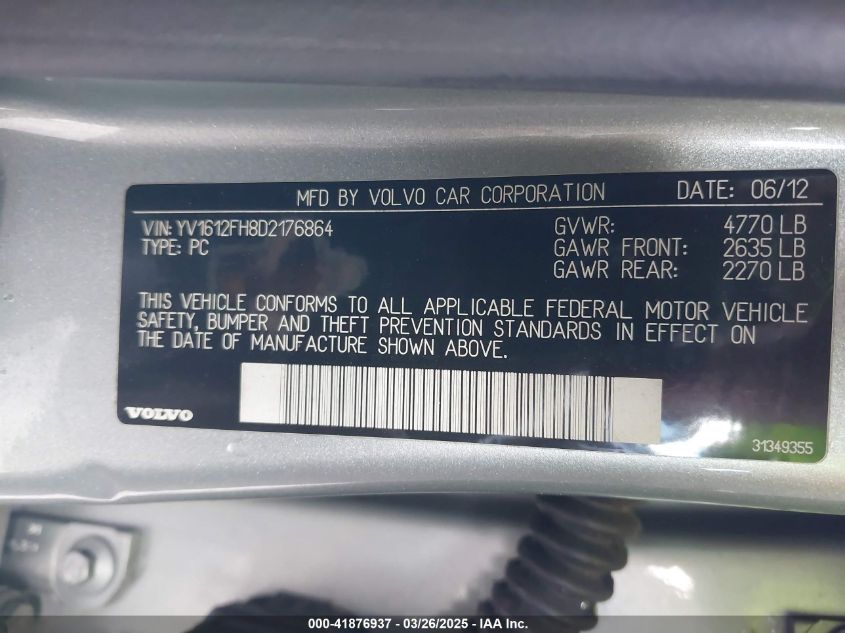 MFD BY VOLVO CAR CORPORATION DATE: 06/12
VIN: YV1612FH8D2176864 GVWR: 4770 LB
TYPE: PC GAWR FRONT: 2635 LB
GAWR REAR: 2270 LB
THIS VEHICLE CONFORMS TO ALL APPLICABLE FEDERAL MOTOR VEHICLE
SAFETY, BUMPER AND THEFT PREVENTION STANDARDS IN EFFECT ON
THE DATE OF MANUFACTURE SHOWN ABOVE.
VOLVO
31349355
000-41876937 / 03/26/2025 - IAA Inc.